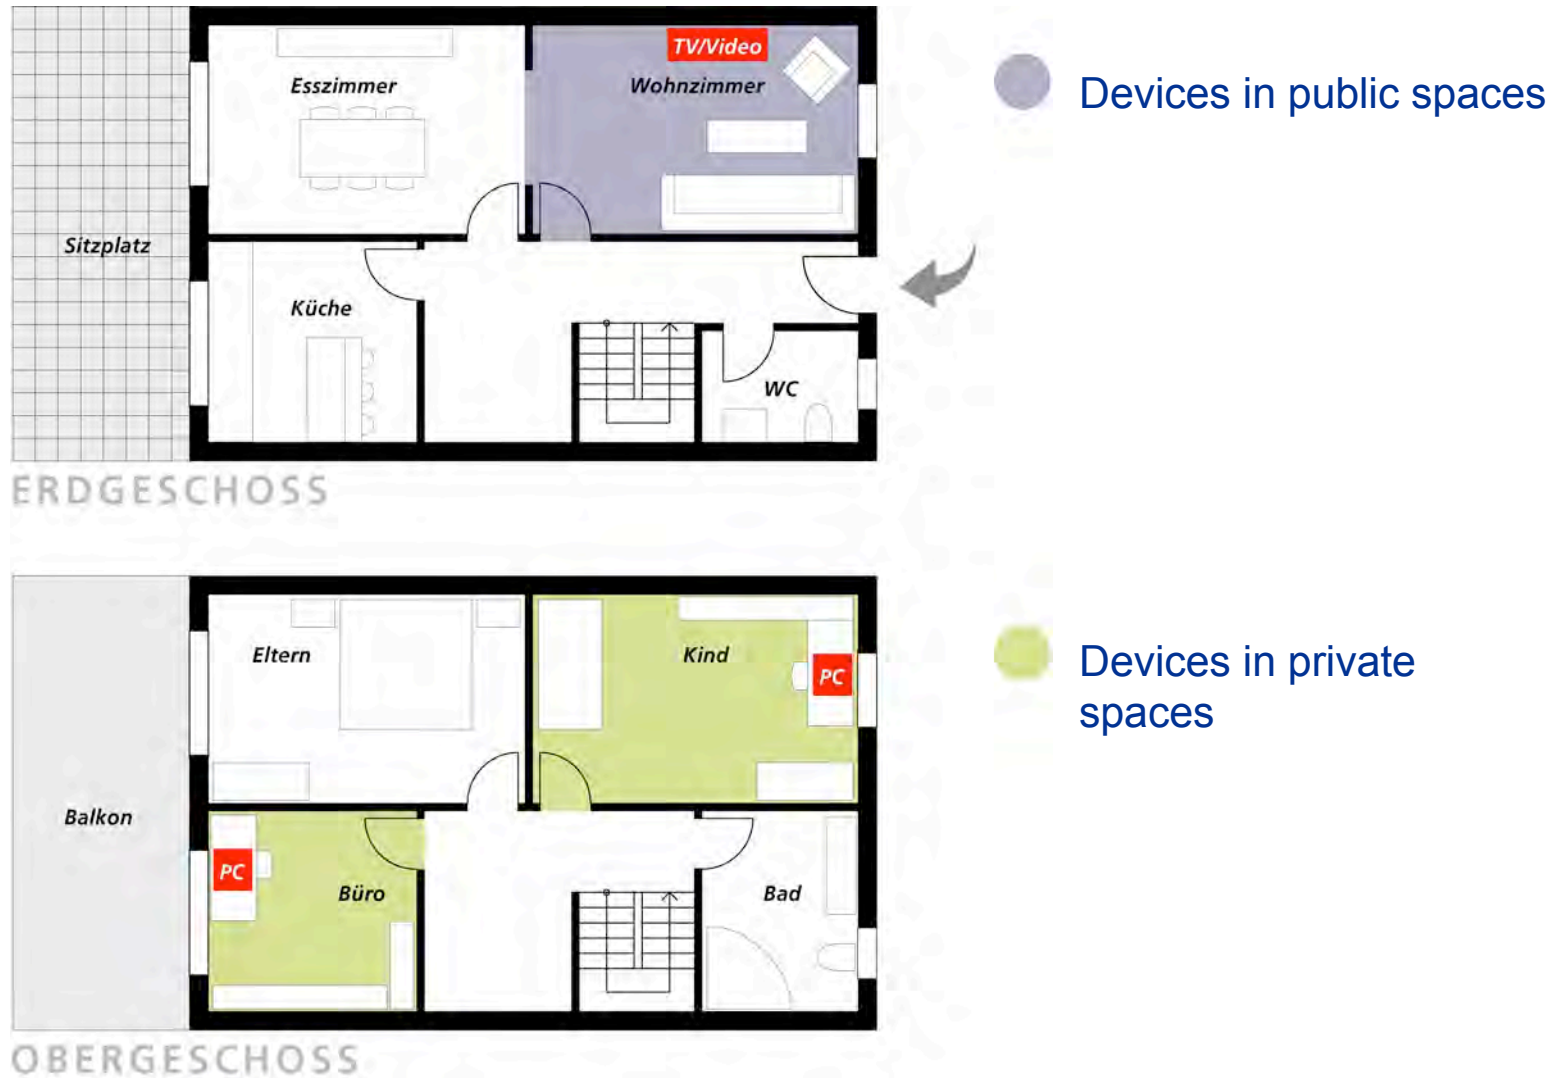 TV/Video
Esszimmer
Wohnzimmer
Devices in public spaces
Sitzplatz
Küche
WC
ERDGESCHOSS
Eltern
Kind
PC
Devices in private
spaces
Balkon
PC
Büro
Bad
OBERGESCHOSS